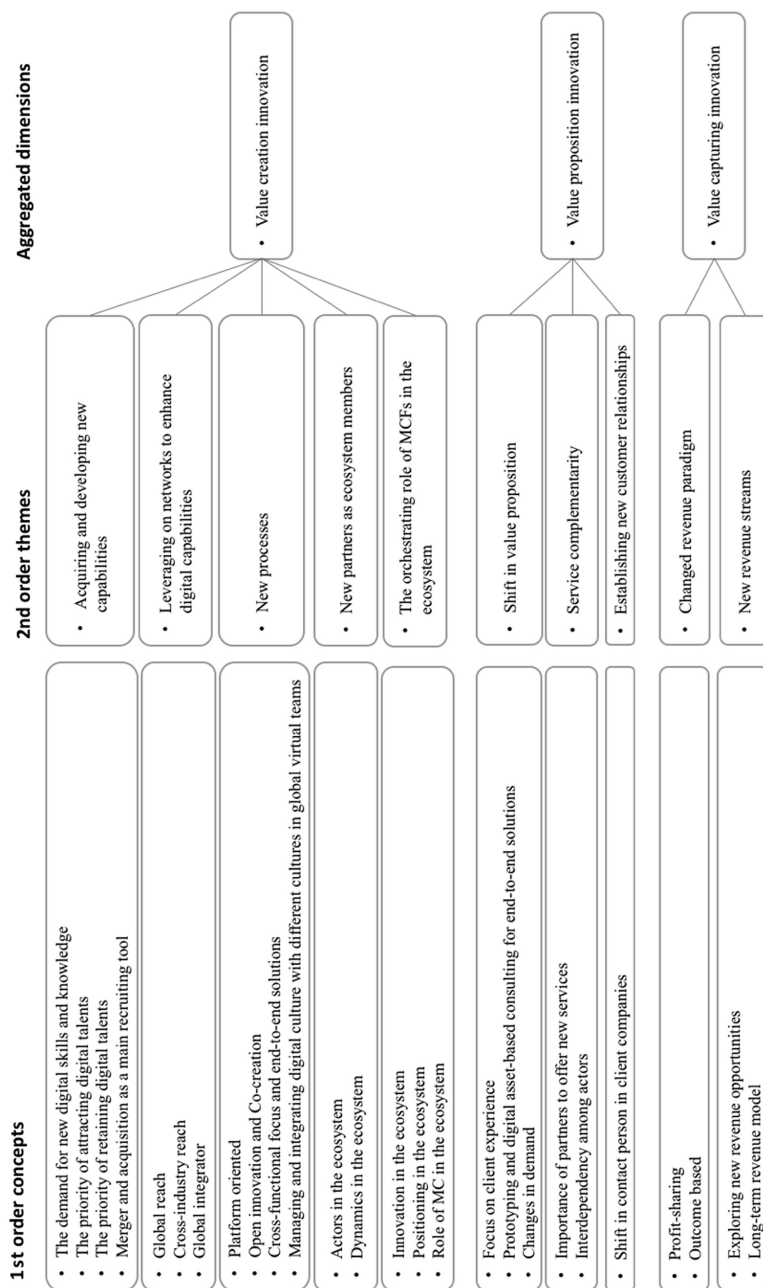 1st order concepts
2nd order themes
Aggregated dimensions
• The demand for new digital skills and knowledge
• The priority of attracting digital talents
• The priority of retaining digital talents
• Merger and acquisition as a main recruiting tool
• Acquiring and developing new
capabilities
• Global reach
• Cross-industry reach
• Global integrator
• Leveraging on networks to enhance
digital capabilities
• Platform oriented
• Open innovation and Co-creation
• Cross-functional focus and end-to-end solutions
• Managing and integrating digital culture with different cultures in global virtual teams
• New processes
• Value creation innovation
• Actors in the ecosystem
• Dynamics in the ecosystem
• New partners as ecosystem members
• Innovation in the ecosystem
• Positioning in the ecosystem
• Role of MC in the ecosystem
• The orchestrating role of MCFs in the
ecosystem
• Focus on client experience
• Prototyping and digital asset-based consulting for end-to-end solutions
• Changes in demand
• Shift in value proposition
• Importance of partners to offer new services
• Interdependency among actors
• Service complementarity
• Value proposition innovation
• Shift in contact person in client companies
• Establishing new customer relationships
• Profit-sharing
• Outcome based
• Changed revenue paradigm
• Value capturing innovation
• Exploring new revenue opportunities
• Long-term revenue model
• New revenue streams